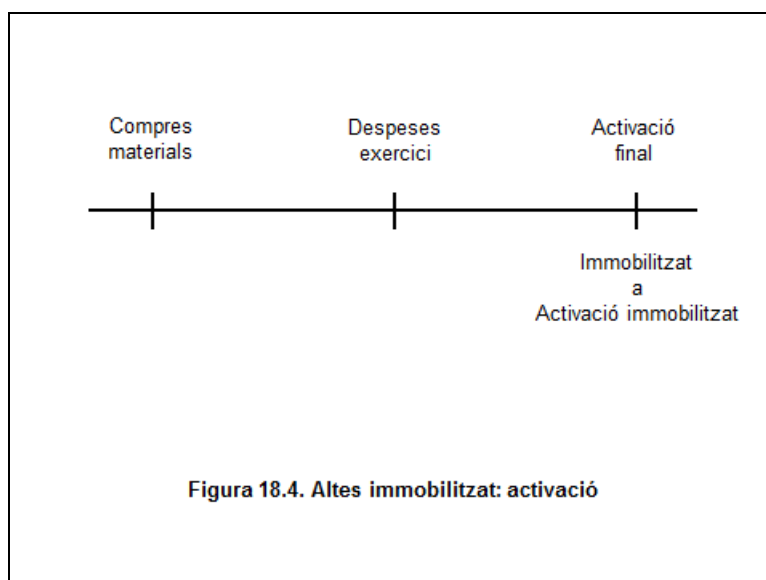 Compres
materials
Despeses
exercici
Activació
final
Immobilitzat
a
Activació immobilitzat
Figura 18.4. Altes immobilitzat: activació